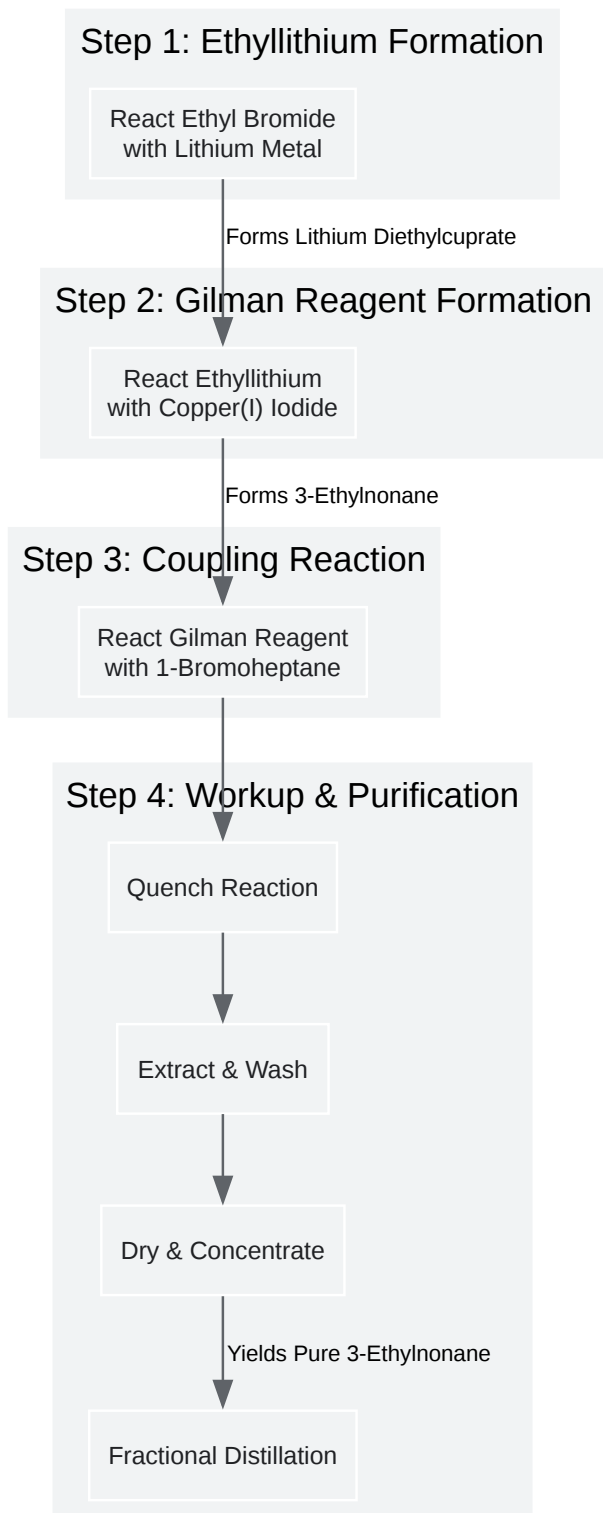 Step 1: Ethyllithium Formation
React Ethyl Bromide
with Lithium Metal
Forms Lithium Diethylcuprate
Step 2: Gilman Reagent Formation
React Ethyllithium
with Copper(I) Iodide
Forms 3-Ethylnonane
Step 3: Coupling Reaction
React Gilman Reagent
with 1-Bromoheptane
Step 4: Workup & Purification
Quench Reaction
Extract & Wash
Dry & Concentrate
Yields Pure 3-Ethylnonane
Fractional Distillation